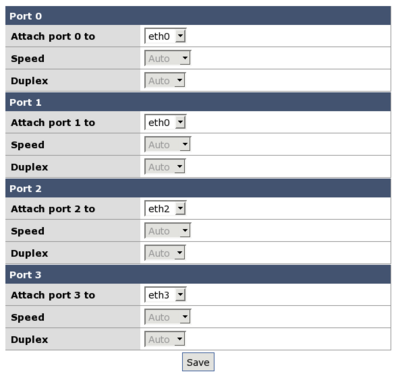 Port 0
Attach port 0 to eth0
Speed Auto
Duplex Auto
Port 1
Attach port 1 to eth0
Speed Auto
Duplex Auto
Port 2
Attach port 2 to eth2
Speed Auto
Duplex Auto
Port 3
Attach port 3 to eth3
Speed Auto
Duplex Auto
Save